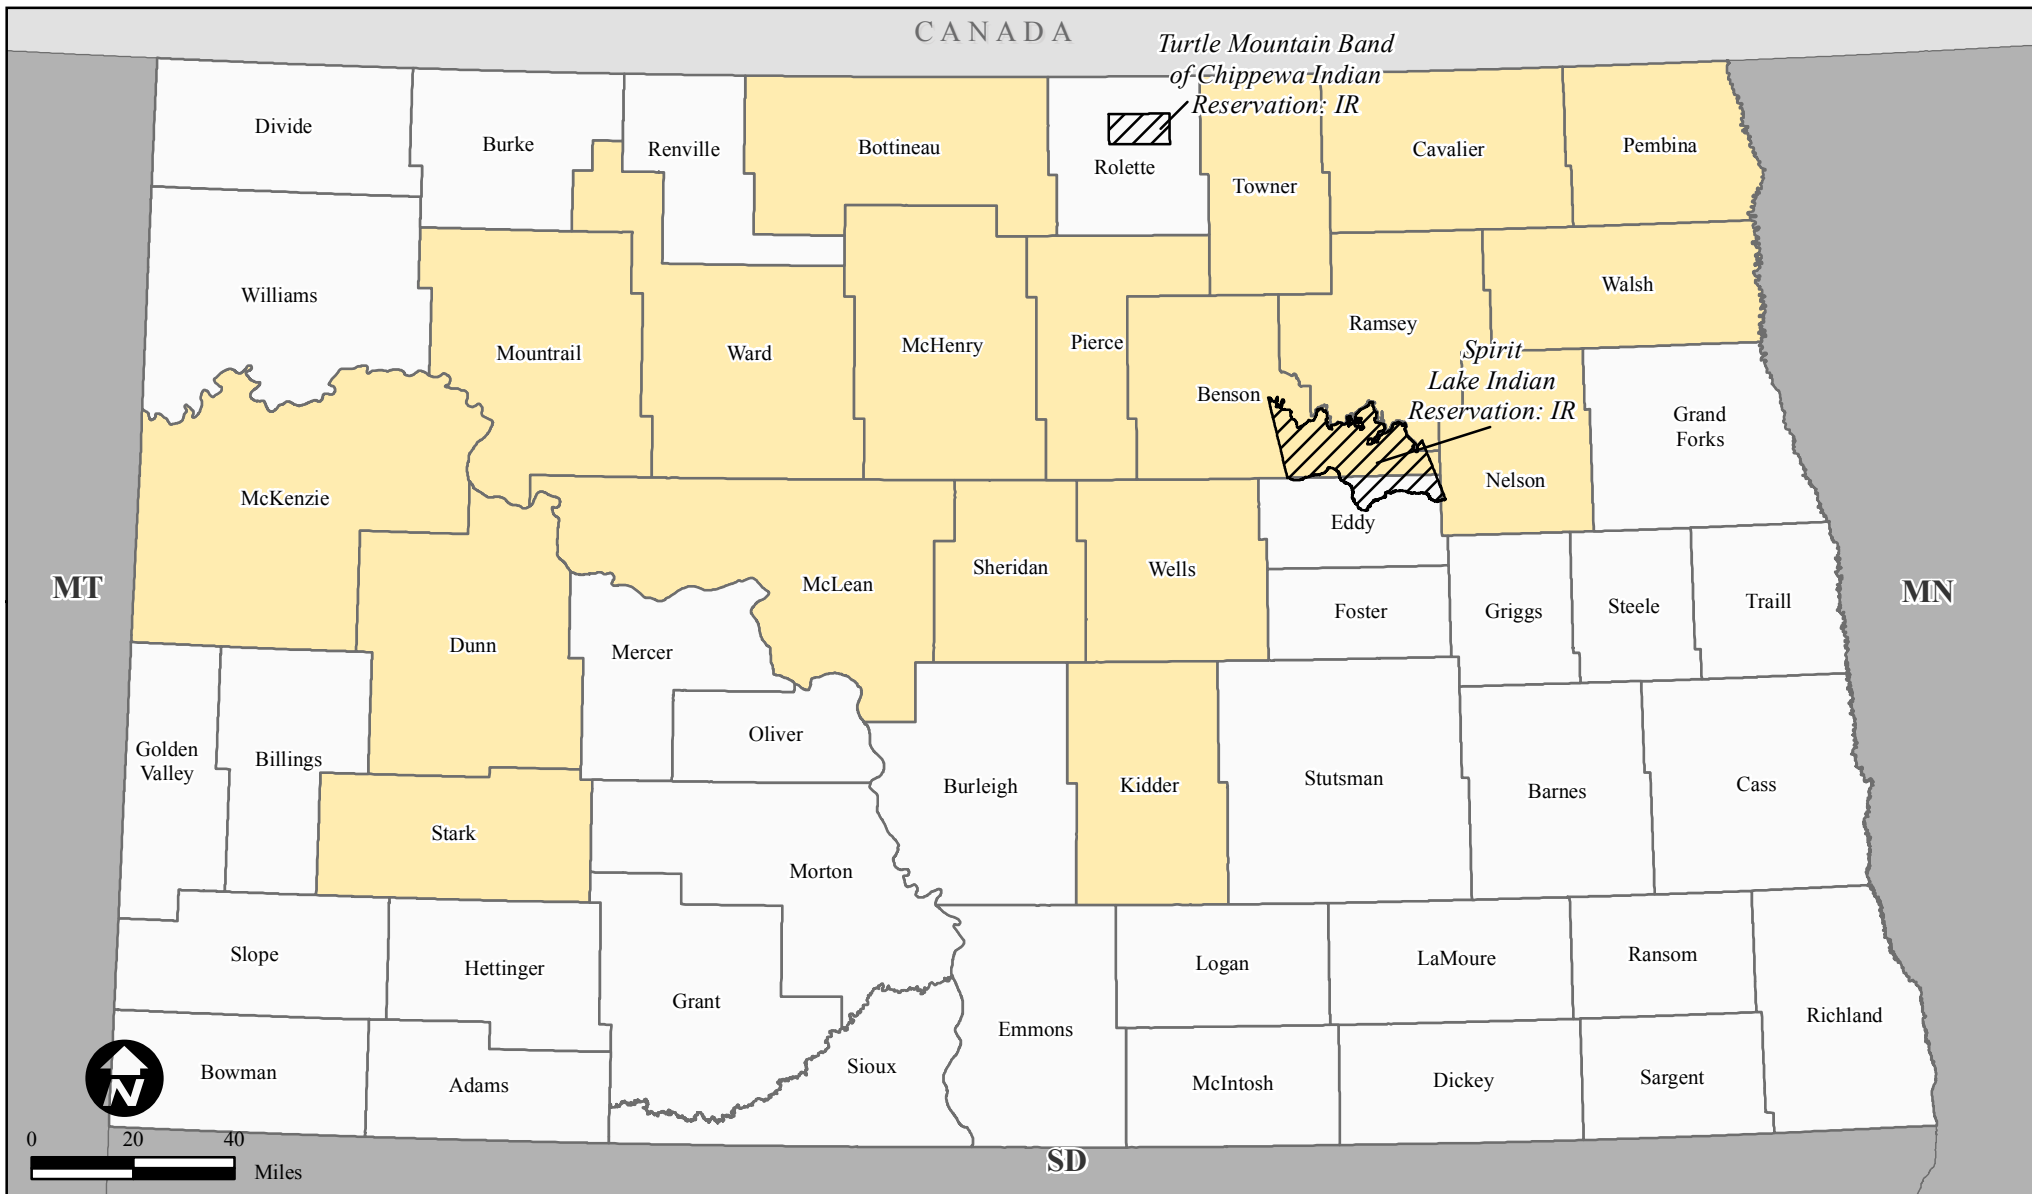 CANADA
Turtle Mountain Band
of Chippewa Indian
Reservation: IR
Divide
Burke
Renville
Bottineau
Rolette
Towner
Cavalier
Pembina
Williams
Mountrail
Ward
McHenry
Pierce
Benson
Ramsey
Walsh
Spirit
Lake Indian
Reservation: IR
Grand
Forks
Nelson
McKenzie
Eddy
MT
Dunn
McLean
Sheridan
Wells
Foster
Griggs
Steele
Traill
MN
Mercer
Oliver
Golden
Valley
Billings
Stark
Burleigh
Kidder
Stutsman
Barnes
Cass
Morton
Slope
Hettinger
Grant
Logan
LaMoure
Ransom
Richland
Emmons
Sioux
Bowman
Adams
McIntosh
Dickey
Sargent
N
0 20 40
Miles
SD